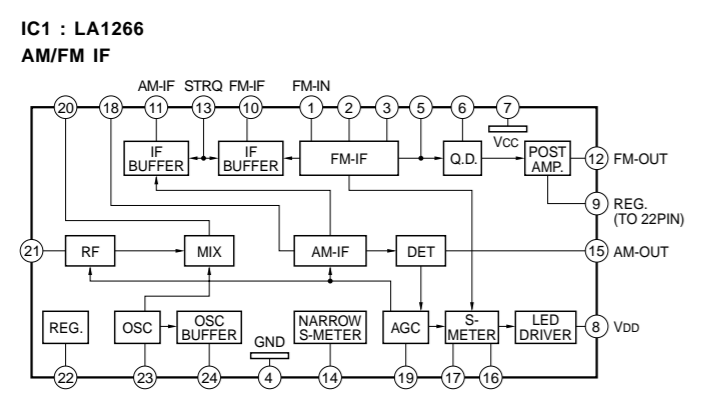 IC1 : LA1266
AM/FM IF
AM-IF STRQ FM-IF FM-IN
20 18 11 13 10 1 2 3 5 6 7
VCC
IF BUFFER
IF BUFFER
FM-IF
Q.D.
POST AMP.
12 FM-OUT
9 REG.
(TO 22PIN)
21 RF MIX AM-IF DET 15 AM-OUT
REG.
OSC
OSC BUFFER
GND
NARROW S-METER
AGC
S-METER
LED DRIVER
8 VDD
22 23 24 4 14 19 17 16